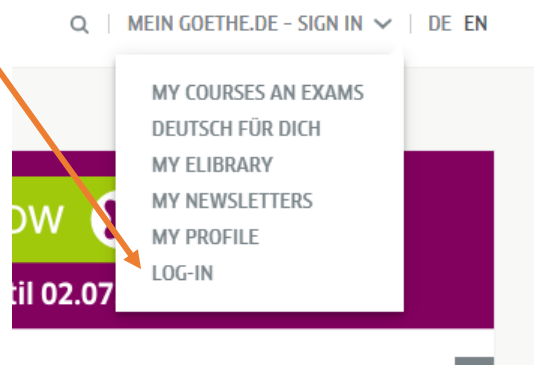 MEIN GOETHE.DE - SIGN IN DE EN
MY COURSES AN EXAMS
DEUTSCH FÜR DICH
MY ELIBRARY
MY NEWSLETTERS
MY PROFILE
LOG-IN
OW
til 02.07